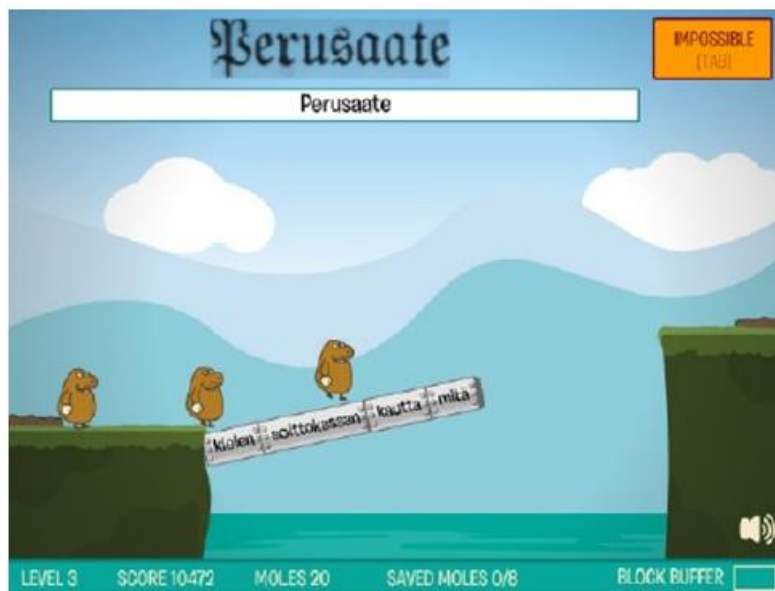 Perusaate
IMPOSSIBLE
(TAB)
Perusaate
kielen soittokassan kautta mitä
LEVEL 3 SCORE 10472 MOLES 20 SAVED MOLES 0/8 BLOCK BUFFER